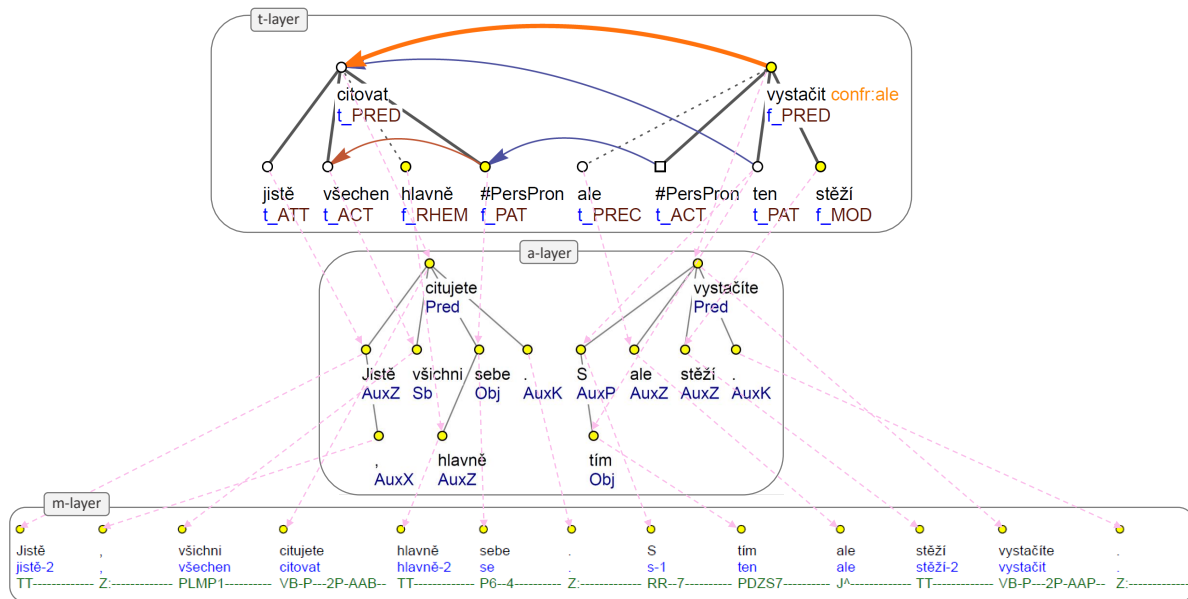 t-layer
citovat
t_PRED
vystačit confr:ale
f_PRED
jistě všechen hlavně #PersPron ale #PersPron ten stěží
t_ATT t_ACT f_RHEM f_PAT t_PREC t_ACT t_PAT f_MOD
a-layer
citujete
Pred
vystačíte
Pred
Jistě všichni sebe . S ale stěží .
AuxZ Sb Obj AuxK AuxP AuxZ AuxZ AuxK
, hlavně tím
AuxX AuxZ Obj
m-layer
Jistě , všichni citujete hlavně sebe . S tím ale stěží vystačíte .
jistě-2 , všechen citovat hlavně-2 se . s-1 ten ale stěží-2 vystačit .
TT------------- Z:------------- PLMP1---------- VB-P---2P-AAB-- TT------------- P6--4---------- Z:------------- RR--7---------- PDZS7---------- J^------------- TT------------- VB-P---2P-AAP-- Z:-------------